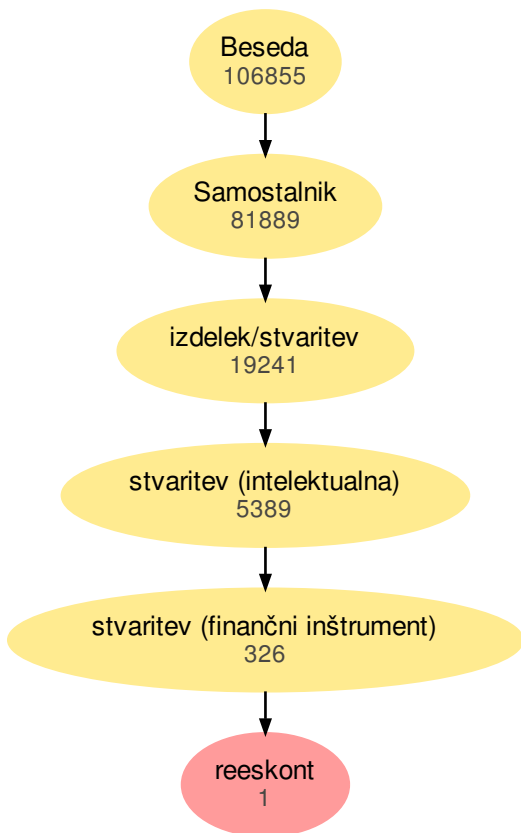 Beseda
106855
Samostalnik
81889
izdelek/stvaritev
19241
stvaritev (intelektualna)
5389
stvaritev (finančni inštrument)
326
reeskont
1